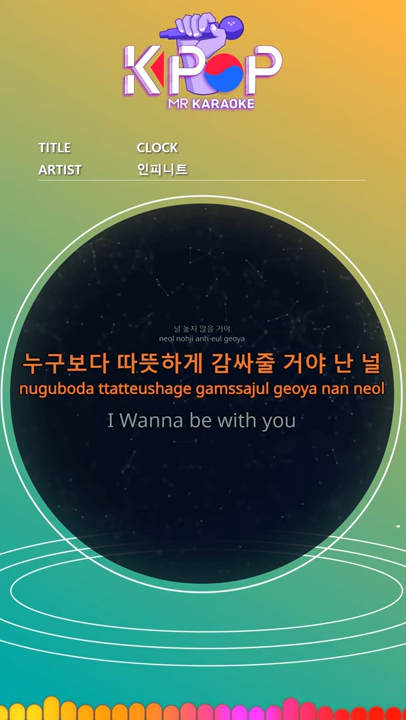 KPOP
MR KARAOKE
TITLE CLOCK
ARTIST 인피니트
널 놓지 않을 거야
neol nohji anh-eul geoya
누구보다 따뜻하게 감싸줄 거야 난 널
nuguboda ttatteushage gamssajul geoya nan neol
I Wanna be with you